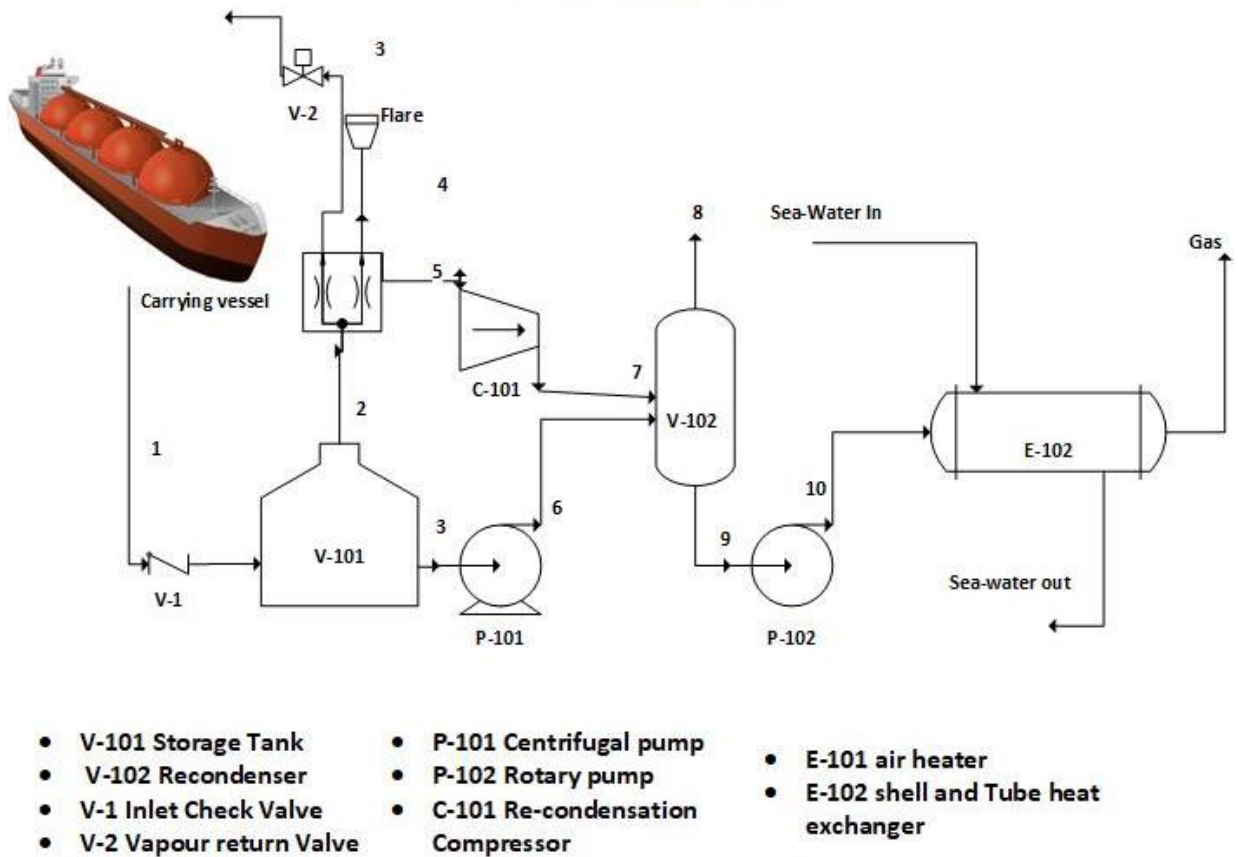 3
V-2
Flare
4
8
Sea-Water In
Gas
5
Carrying vessel
C-101
7
V-102
2
E-102
1
6
10
3
9
V-101
V-1
P-101
P-102
Sea-water out
• V-101 Storage Tank
• V-102 Recondenser
• V-1 Inlet Check Valve
• V-2 Vapour return Valve
• P-101 Centrifugal pump
• P-102 Rotary pump
• C-101 Re-condensation
Compressor
• E-101 air heater
• E-102 shell and Tube heat
exchanger